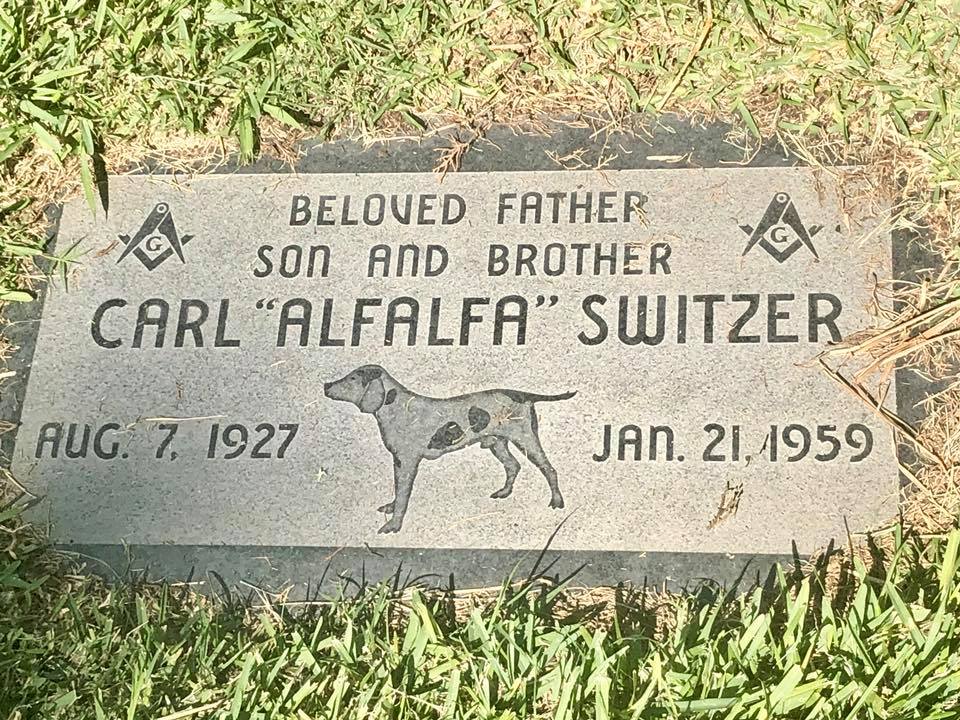 BELOVED FATHER
SON AND BROTHER
G G
CARL "ALFALFA" SWITZER
AUG. 7, 1927 JAN. 21, 1959